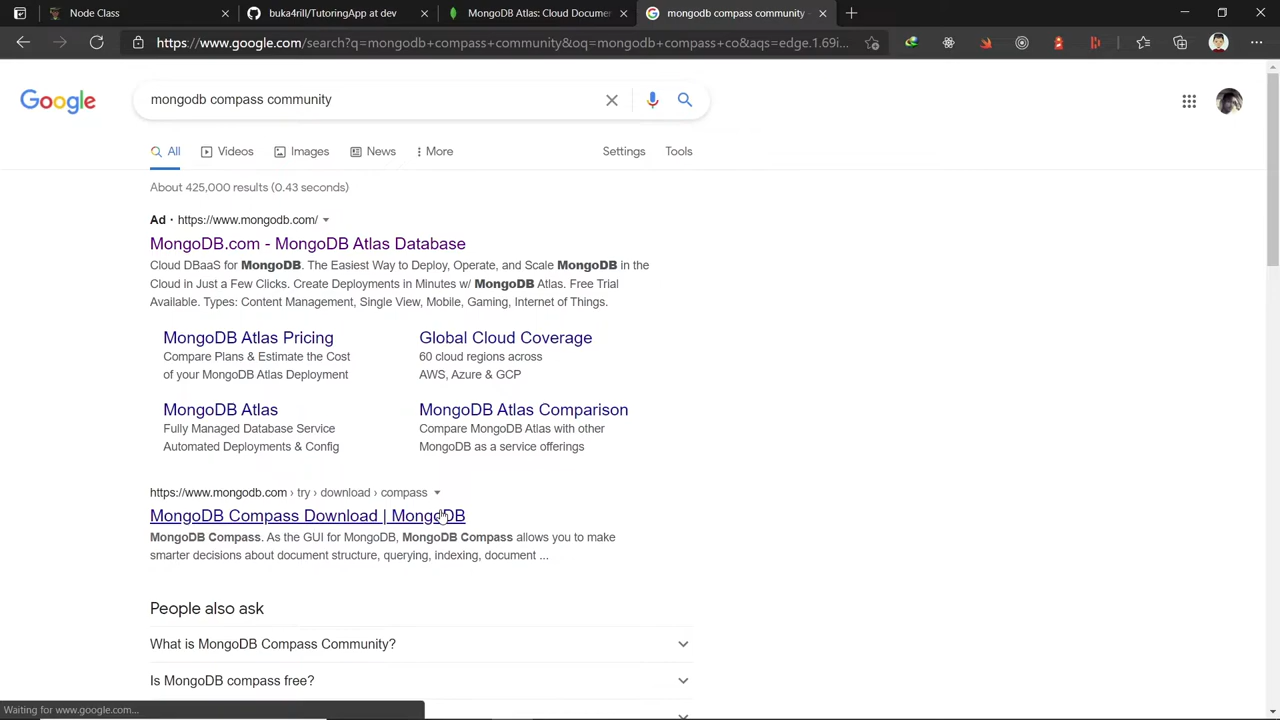 Node Class
buka4rill/TutoringApp at dev
MongoDB Atlas: Cloud Documen
mongodb compass community -
https://www.google.com/search?q=mongodb+compass+community&oq=mongodb+compass+co&aqs=edge.1.69i...
Google
mongodb compass community
All
Videos
Images
News
More
Settings
Tools
About 425,000 results (0.43 seconds)
Ad · https://www.mongodb.com/
MongoDB.com - MongoDB Atlas Database
Cloud DBaaS for MongoDB. The Easiest Way to Deploy, Operate, and Scale MongoDB in the
Cloud in Just a Few Clicks. Create Deployments in Minutes w/ MongoDB Atlas. Free Trial
Available. Types: Content Management, Single View, Mobile, Gaming, Internet of Things.
MongoDB Atlas Pricing
Compare Plans & Estimate the Cost
of your MongoDB Atlas Deployment
Global Cloud Coverage
60 cloud regions across
AWS, Azure & GCP
MongoDB Atlas
Fully Managed Database Service
Automated Deployments & Config
MongoDB Atlas Comparison
Compare MongoDB Atlas with other
MongoDB as a service offerings
https://www.mongodb.com › try › download › compass
MongoDB Compass Download | MongoDB
MongoDB Compass. As the GUI for MongoDB, MongoDB Compass allows you to make
smarter decisions about document structure, querying, indexing, document ...
People also ask
What is MongoDB Compass Community?
Is MongoDB compass free?
Waiting for www.google.com...